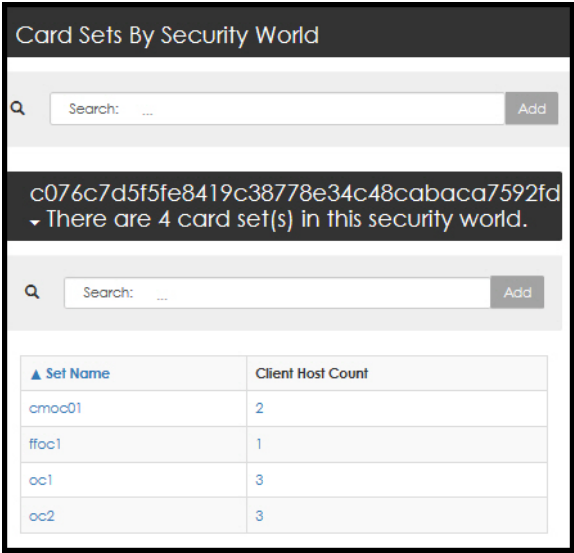 Card Sets By Security World
Search: ...
Add
c076c7d5f5fe8419c38778e34c48cabaca7592fd
There are 4 card set(s) in this security world.
Search: ...
Add
▲ Set Name Client Host Count
cmoc01 2
ffoc1 1
oc1 3
oc2 3